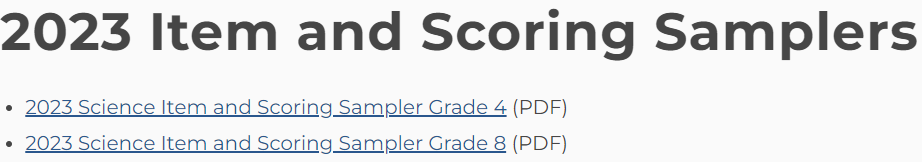 2023 Item and Scoring Samplers
2023 Science Item and Scoring Sampler Grade 4 (PDF)
2023 Science Item and Scoring Sampler Grade 8 (PDF)